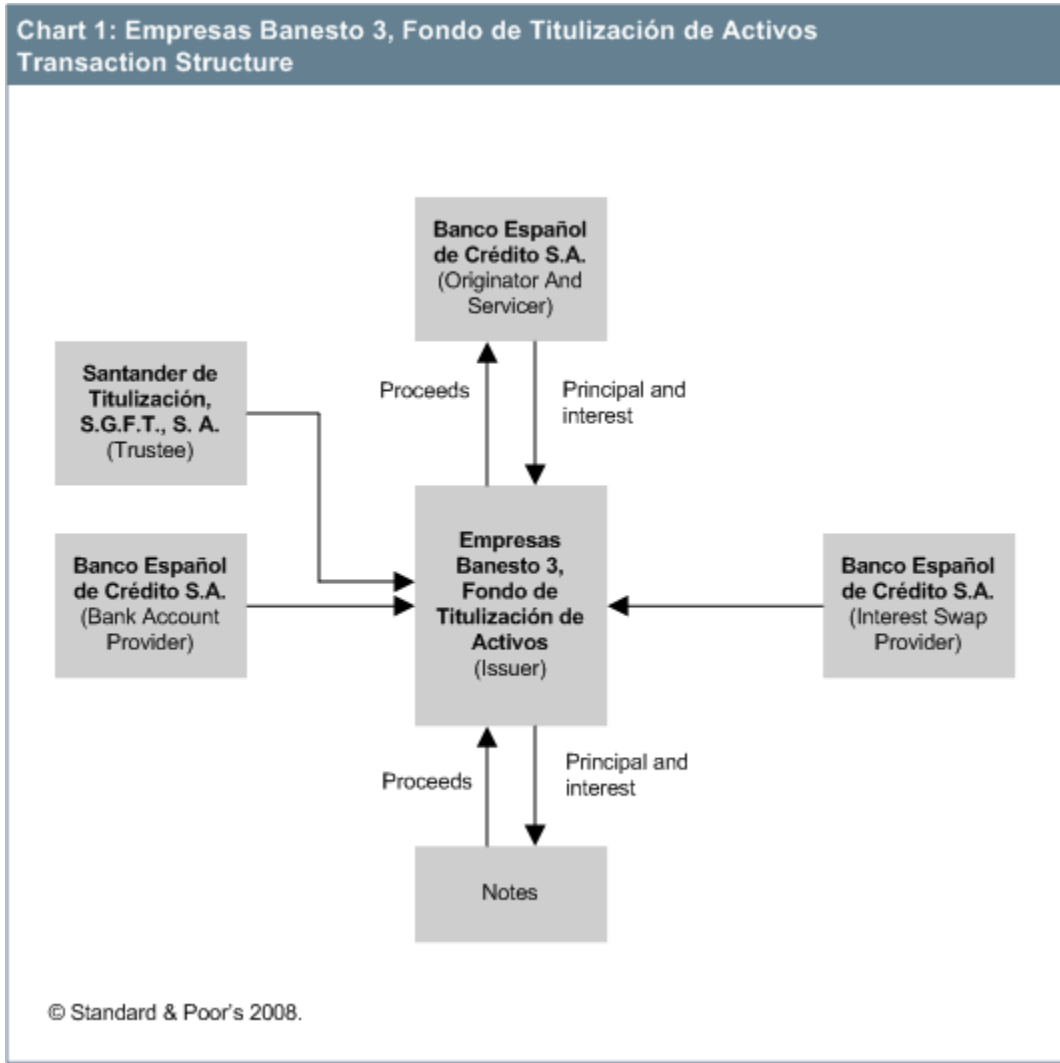 Chart 1: Empresas Banesto 3, Fondo de Titulización de Activos
Transaction Structure
Banco Español
de Crédito S.A.
(Originator And
Servicer)
Santander de
Titulización,
S.G.F.T., S. A.
(Trustee)
Proceeds
Principal and
interest
Banco Español
de Crédito S.A.
(Bank Account
Provider)
Empresas
Banesto 3,
Fondo de
Titulización de
Activos
(Issuer)
Banco Español
de Crédito S.A.
(Interest Swap
Provider)
Proceeds
Principal and
interest
Notes
© Standard & Poor's 2008.